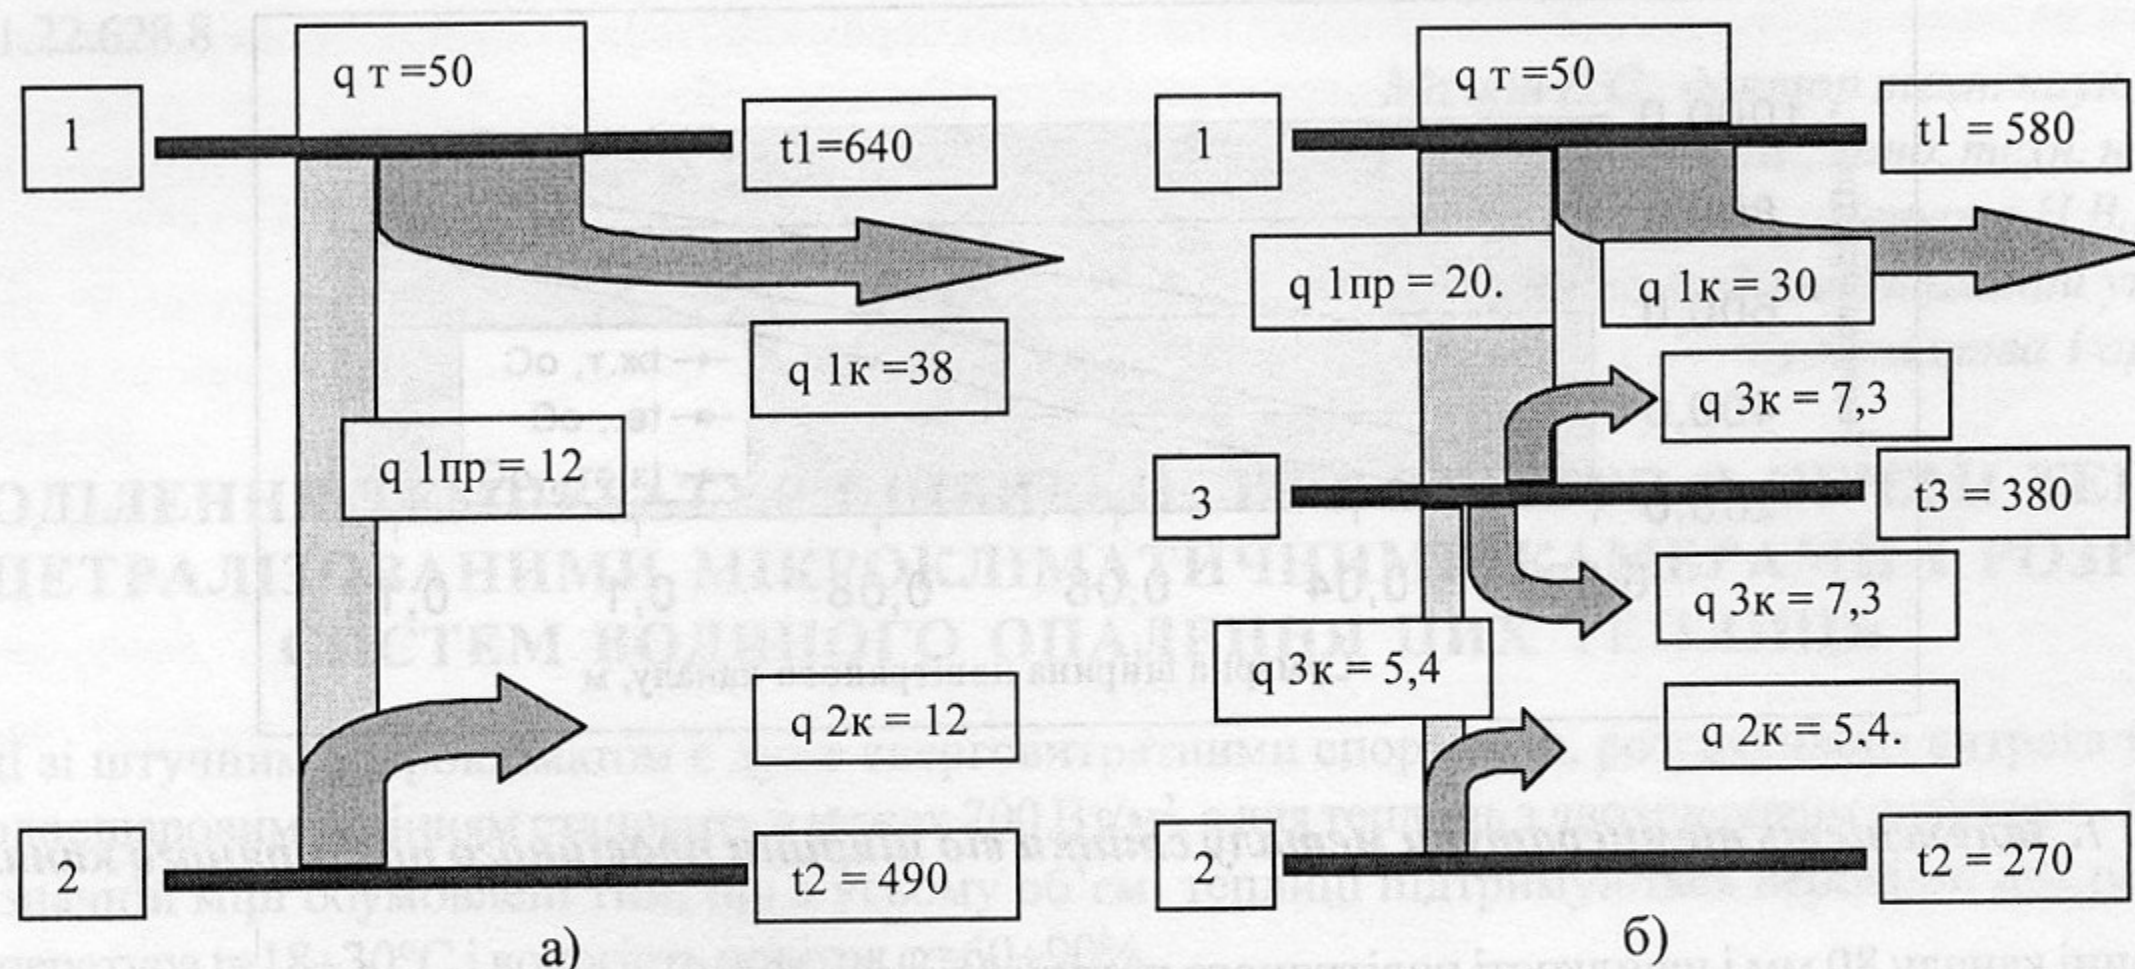 1
q т =50
t1=640
q 1к =38
q 1пр = 12
q 2к = 12
2
t2 = 490
а)
1
q т =50
t1 = 580
q 1пр = 20.
q 1к = 30
q 3к = 7,3
3
t3 = 380
q 3к = 7,3
q 3к = 5,4
q 2к = 5.4.
2
t2 = 270
б)